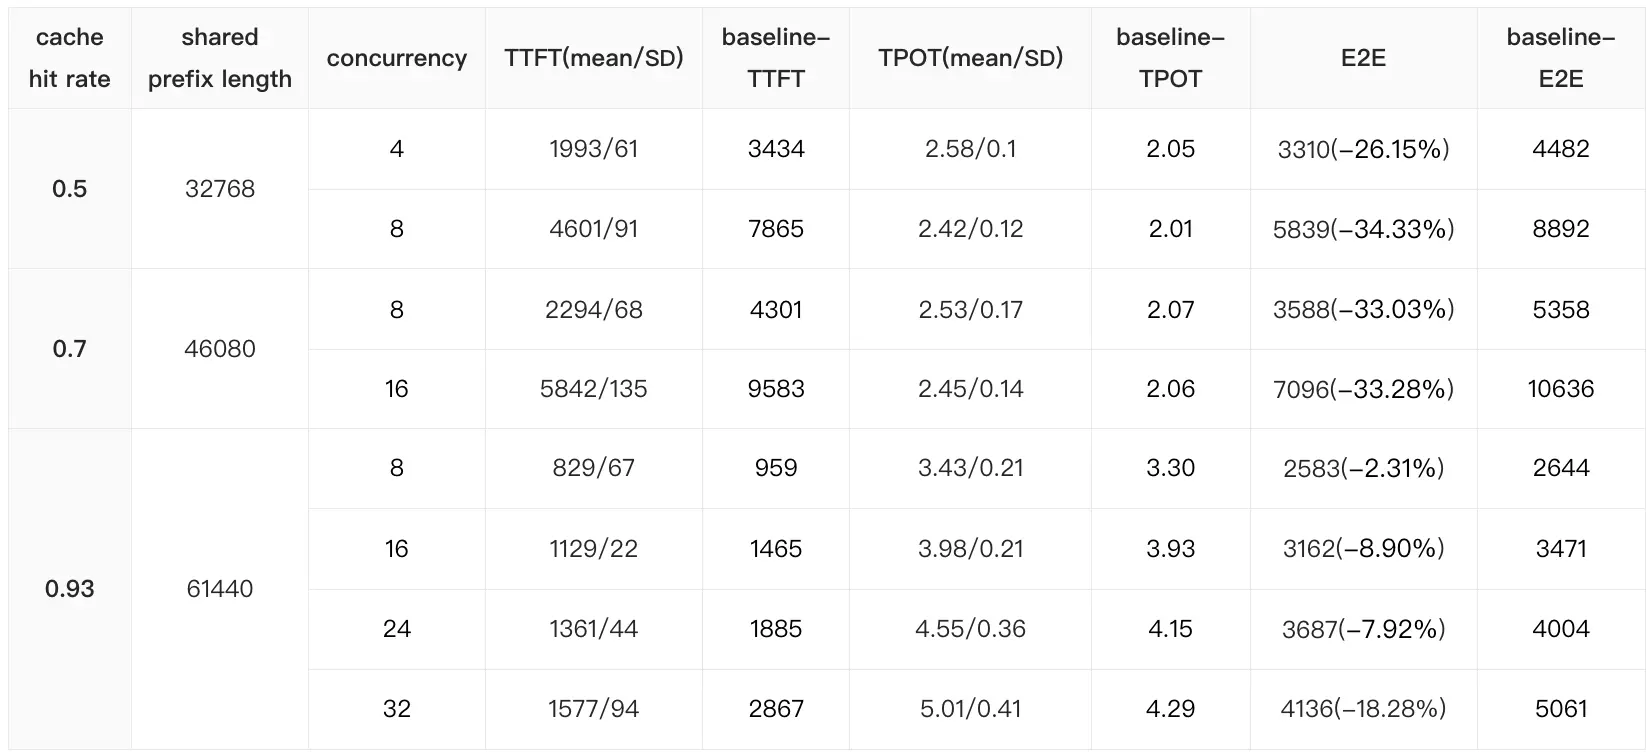 cache hit rate shared prefix length concurrency TTFT(mean/SD) baseline-TTFT TPOT(mean/SD) baseline-TPOT E2E baseline-E2E
0.5 32768 4 1993/61 3434 2.58/0.1 2.05 3310(-26.15%) 4482
8 4601/91 7865 2.42/0.12 2.01 5839(-34.33%) 8892
0.7 46080 8 2294/68 4301 2.53/0.17 2.07 3588(-33.03%) 5358
16 5842/135 9583 2.45/0.14 2.06 7096(-33.28%) 10636
0.93 61440 8 829/67 959 3.43/0.21 3.30 2583(-2.31%) 2644
16 1129/22 1465 3.98/0.21 3.93 3162(-8.90%) 3471
24 1361/44 1885 4.55/0.36 4.15 3687(-7.92%) 4004
32 1577/94 2867 5.01/0.41 4.29 4136(-18.28%) 5061